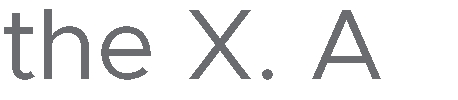 the X. A